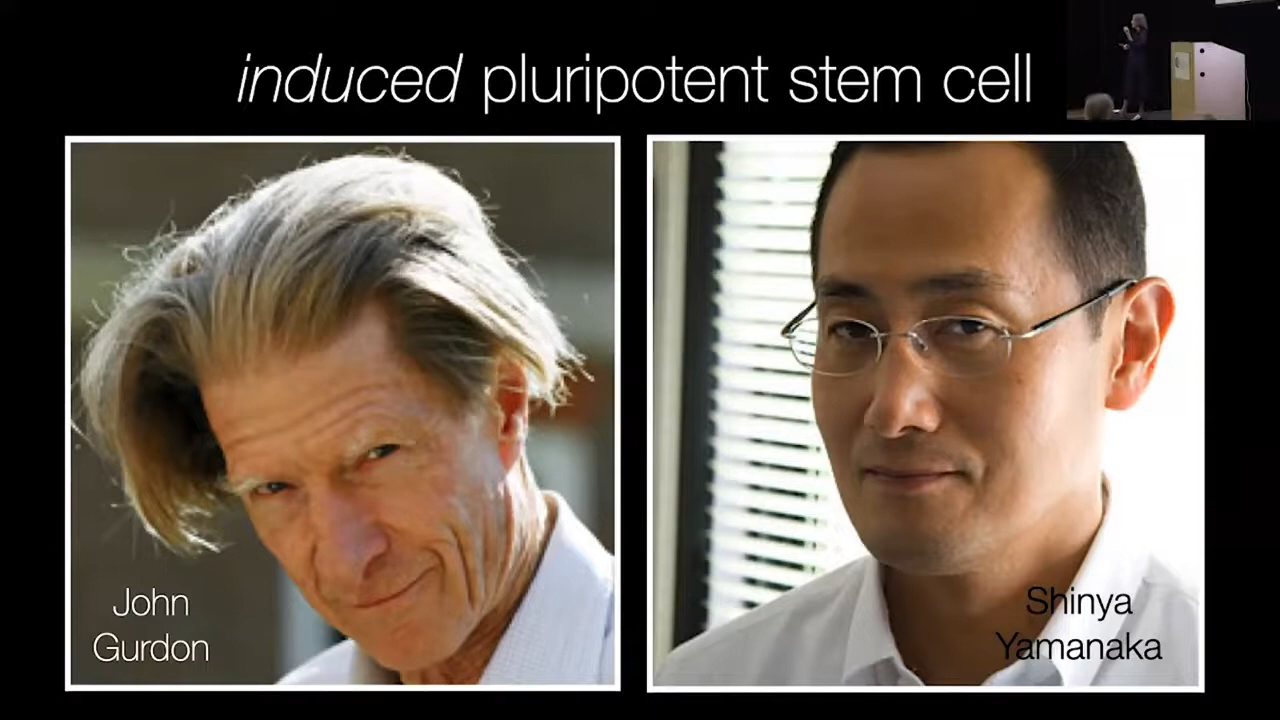 induced pluripotent stem cell
John
Gurdon
Shinya
Yamanaka